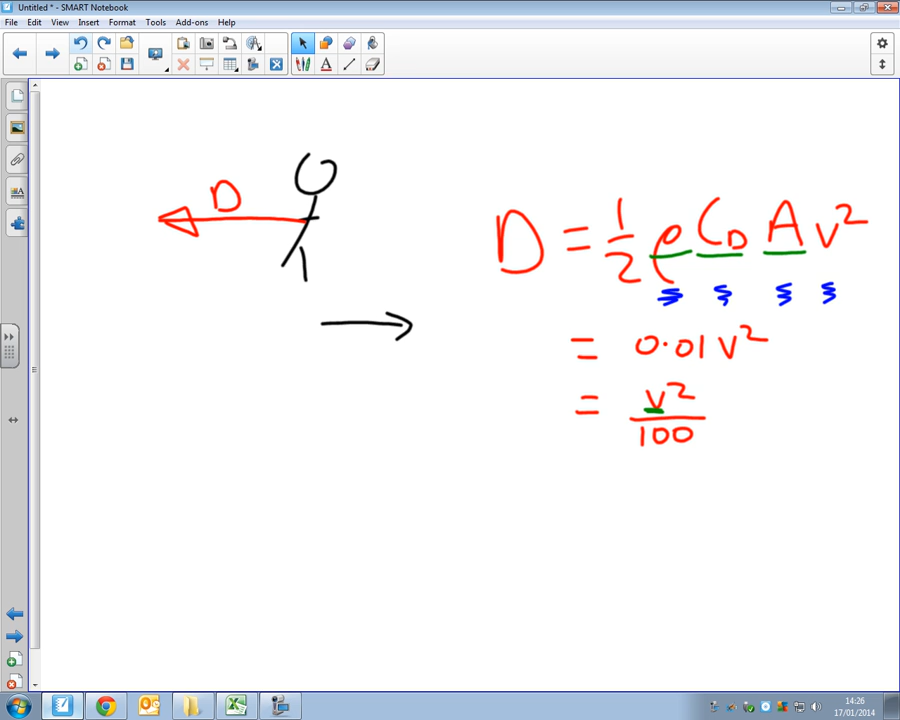 Untitled * - SMART Notebook
File Edit View Insert Format Tools Add-ons Help
D
D = 1/2 ρ C_D A v²
= 0·01 v²
= v²/100
14:26
17/01/2014